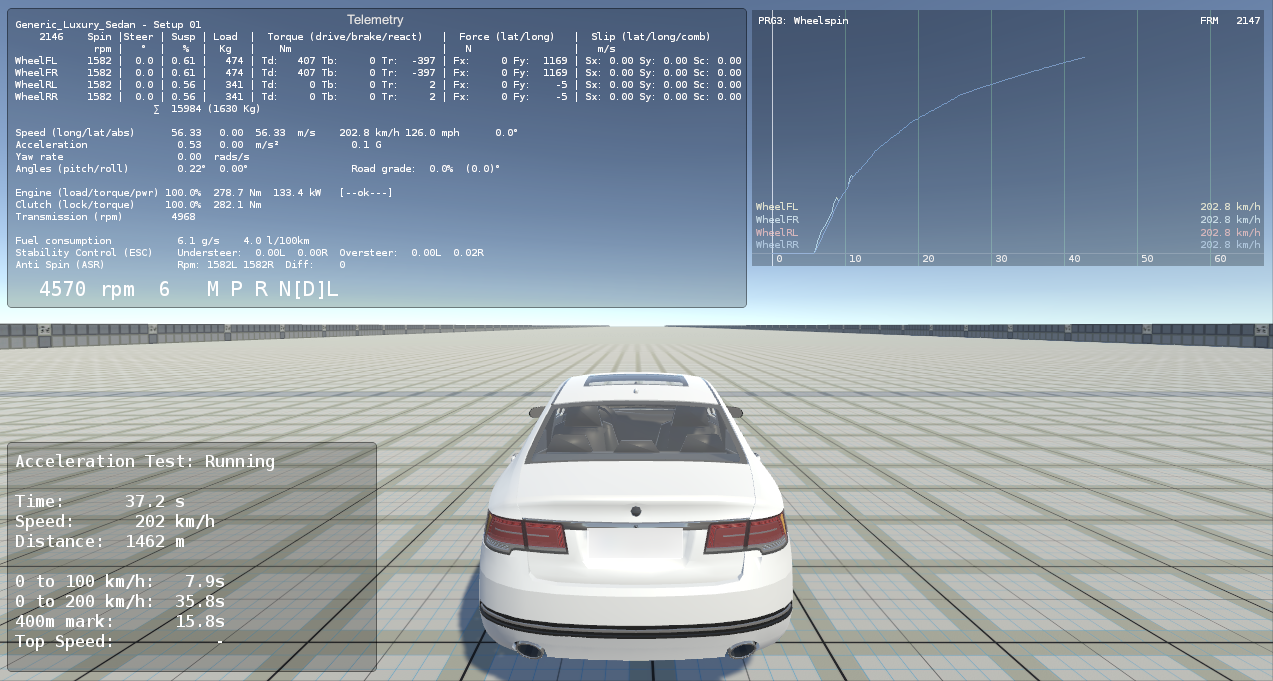 Telemetry
Generic_Luxury_Sedan - Setup 01
2146 Spin |Steer | Susp | Load | Torque (drive/brake/react) | Force (lat/long) | Slip (lat/long/comb)
rpm | ° | % | Kg | Nm | N | m/s
WheelFL 1582 | 0.0 | 0.61 | 474 | Td: 407 Tb: 0 Tr: -397 | Fx: 0 Fy: 1169 | Sx: 0.00 Sy: 0.00 Sc: 0.00
WheelFR 1582 | 0.0 | 0.61 | 474 | Td: 407 Tb: 0 Tr: -397 | Fx: 0 Fy: 1169 | Sx: 0.00 Sy: 0.00 Sc: 0.00
WheelRL 1582 | 0.0 | 0.56 | 341 | Td: 0 Tb: 0 Tr: 2 | Fx: 0 Fy: -5 | Sx: 0.00 Sy: 0.00 Sc: 0.00
WheelRR 1582 | 0.0 | 0.56 | 341 | Td: 0 Tb: 0 Tr: 2 | Fx: 0 Fy: -5 | Sx: 0.00 Sy: 0.00 Sc: 0.00
∑ 15984 (1630 Kg)
Speed (long/lat/abs) 56.33 0.00 56.33 m/s 202.8 km/h 126.0 mph 0.0°
Acceleration 0.53 0.00 m/s² 0.1 G
Yaw rate 0.00 rads/s
Angles (pitch/roll) 0.22° 0.00° Road grade: 0.0% (0.0)°
Engine (load/torque/pwr) 100.0% 278.7 Nm 133.4 kW [--ok---]
Clutch (lock/torque) 100.0% 282.1 Nm
Transmission (rpm) 4968
Fuel consumption 6.1 g/s 4.0 l/100km
Stability Control (ESC) Understeer: 0.00L 0.00R Oversteer: 0.00L 0.02R
Anti Spin (ASR) Rpm: 1582L 1582R Diff: 0
4570 rpm 6 M P R N[D]L
PRG3: Wheelspin FRM 2147
WheelFL 202.8 km/h
WheelFR 202.8 km/h
WheelRL 202.8 km/h
WheelRR 202.8 km/h
0 10 20 30 40 50 60
Acceleration Test: Running
Time: 37.2 s
Speed: 202 km/h
Distance: 1462 m
0 to 100 km/h: 7.9s
0 to 200 km/h: 35.8s
400m mark: 15.8s
Top Speed: -